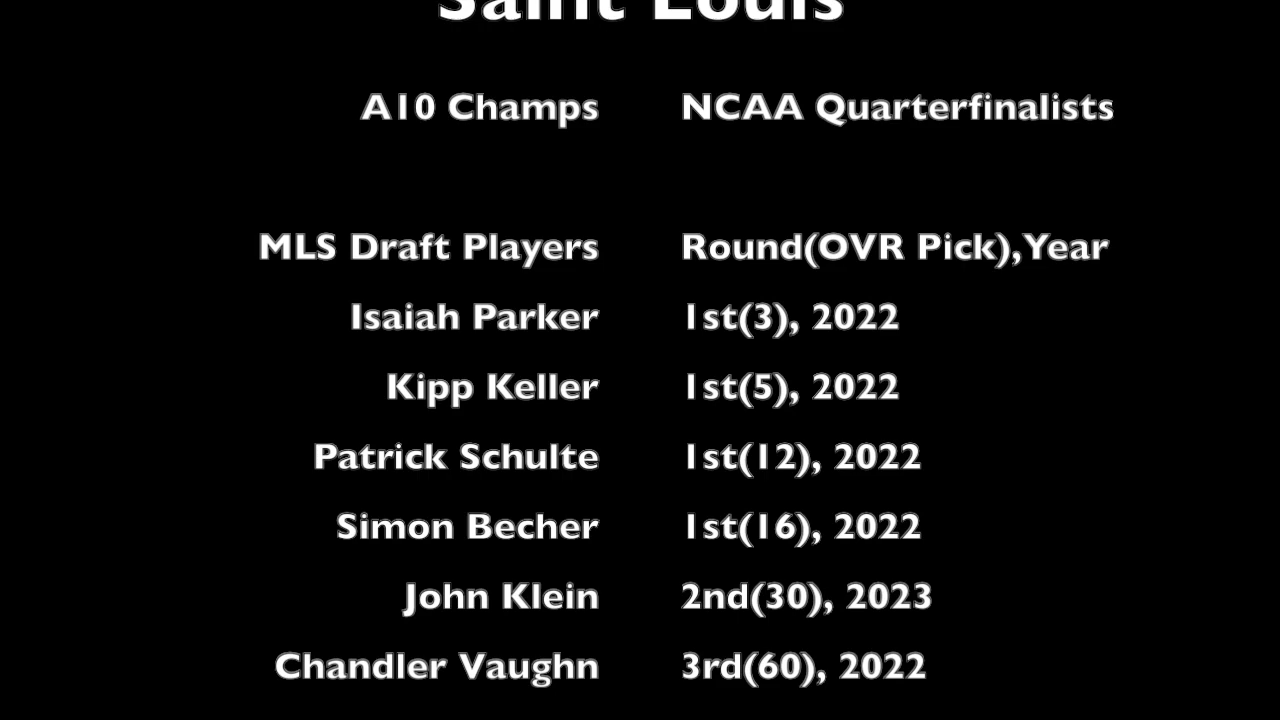 Saint Louis
A10 Champs NCAA Quarterfinalists
MLS Draft Players Round(OVR Pick),Year
Isaiah Parker 1st(3), 2022
Kipp Keller 1st(5), 2022
Patrick Schulte 1st(12), 2022
Simon Becher 1st(16), 2022
John Klein 2nd(30), 2023
Chandler Vaughn 3rd(60), 2022